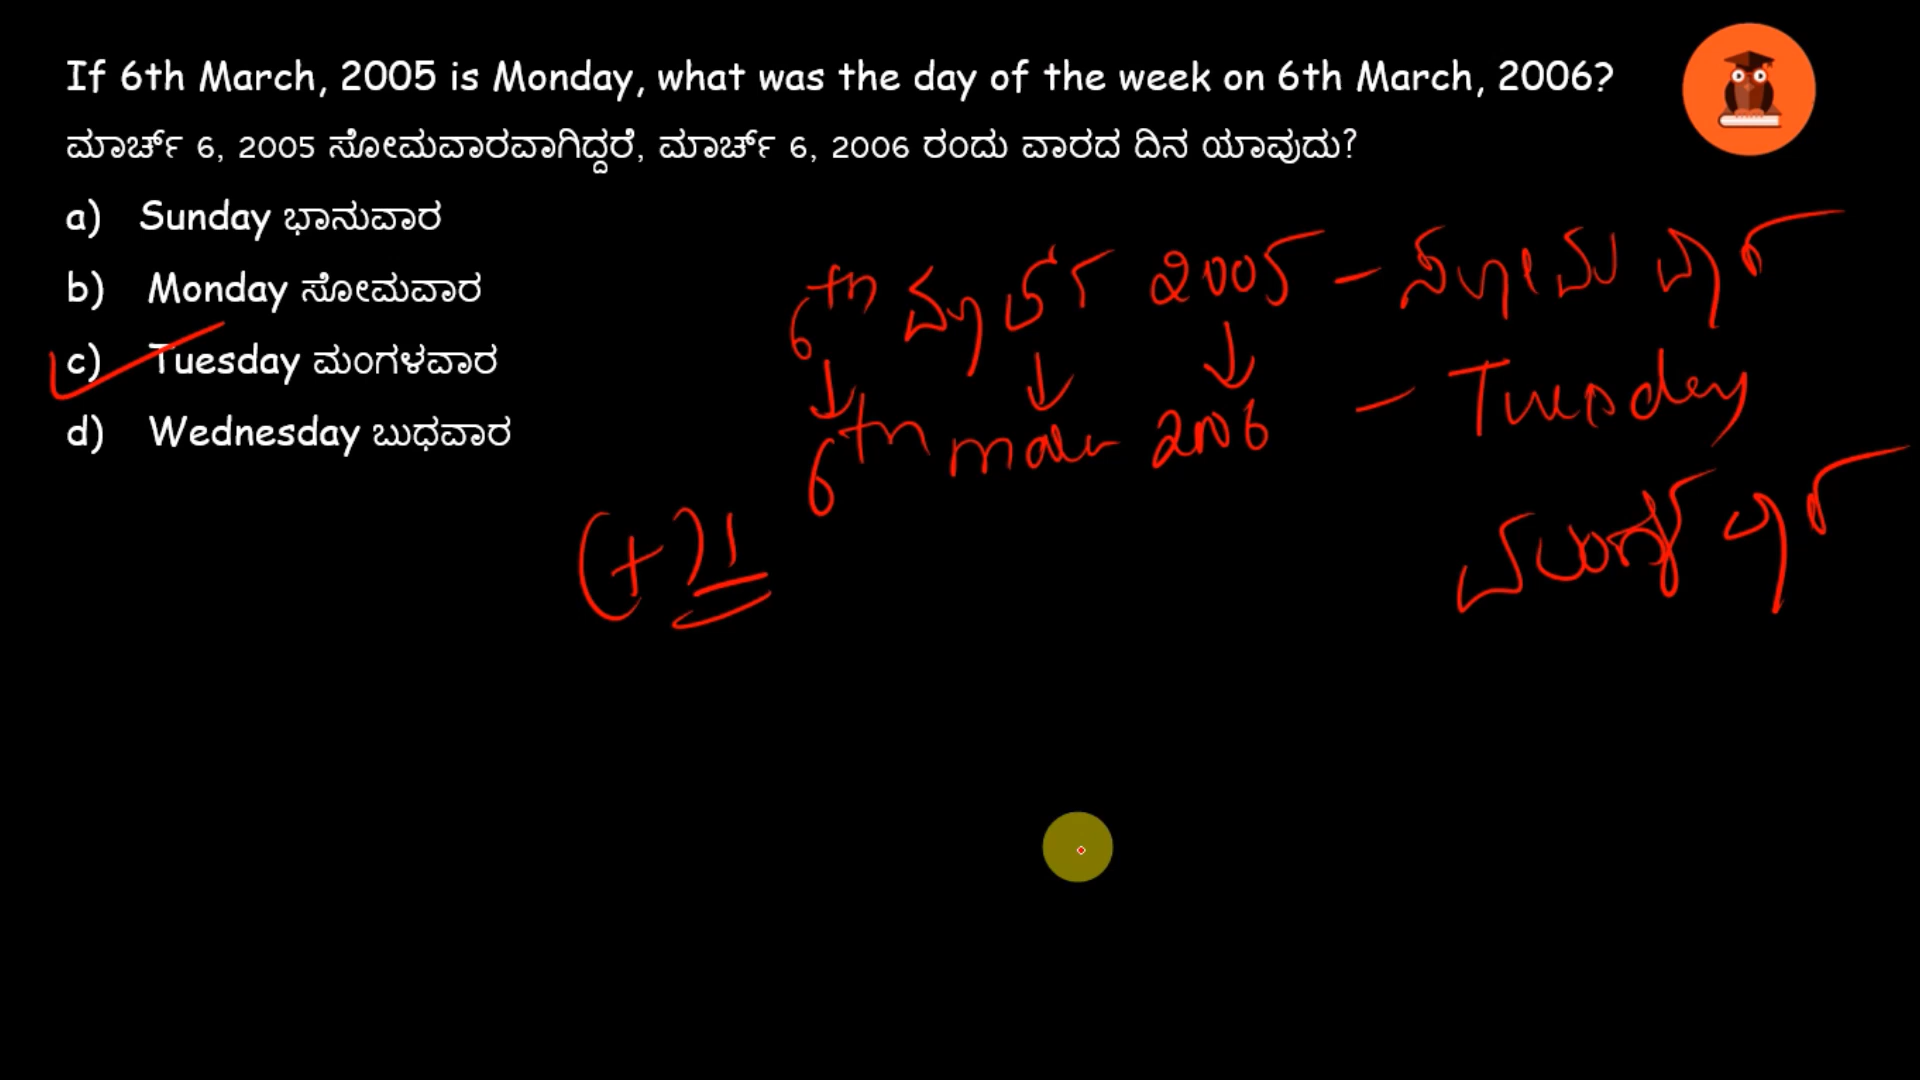 If 6th March, 2005 is Monday, what was the day of the week on 6th March, 2006?
ಮಾರ್ಚ್ 6, 2005 ಸೋಮವಾರವಾಗಿದ್ದರೆ, ಮಾರ್ಚ್ 6, 2006 ರಂದು ವಾರದ ದಿನ ಯಾವುದು?
a) Sunday ಭಾನುವಾರ
b) Monday ಸೋಮವಾರ
c) Tuesday ಮಂಗಳವಾರ
d) Wednesday ಬುಧವಾರ
6th ಮಾರ್ಚ 2005 - ಸೋಮವಾರ
6th 2006 - Tuesday
(+)1